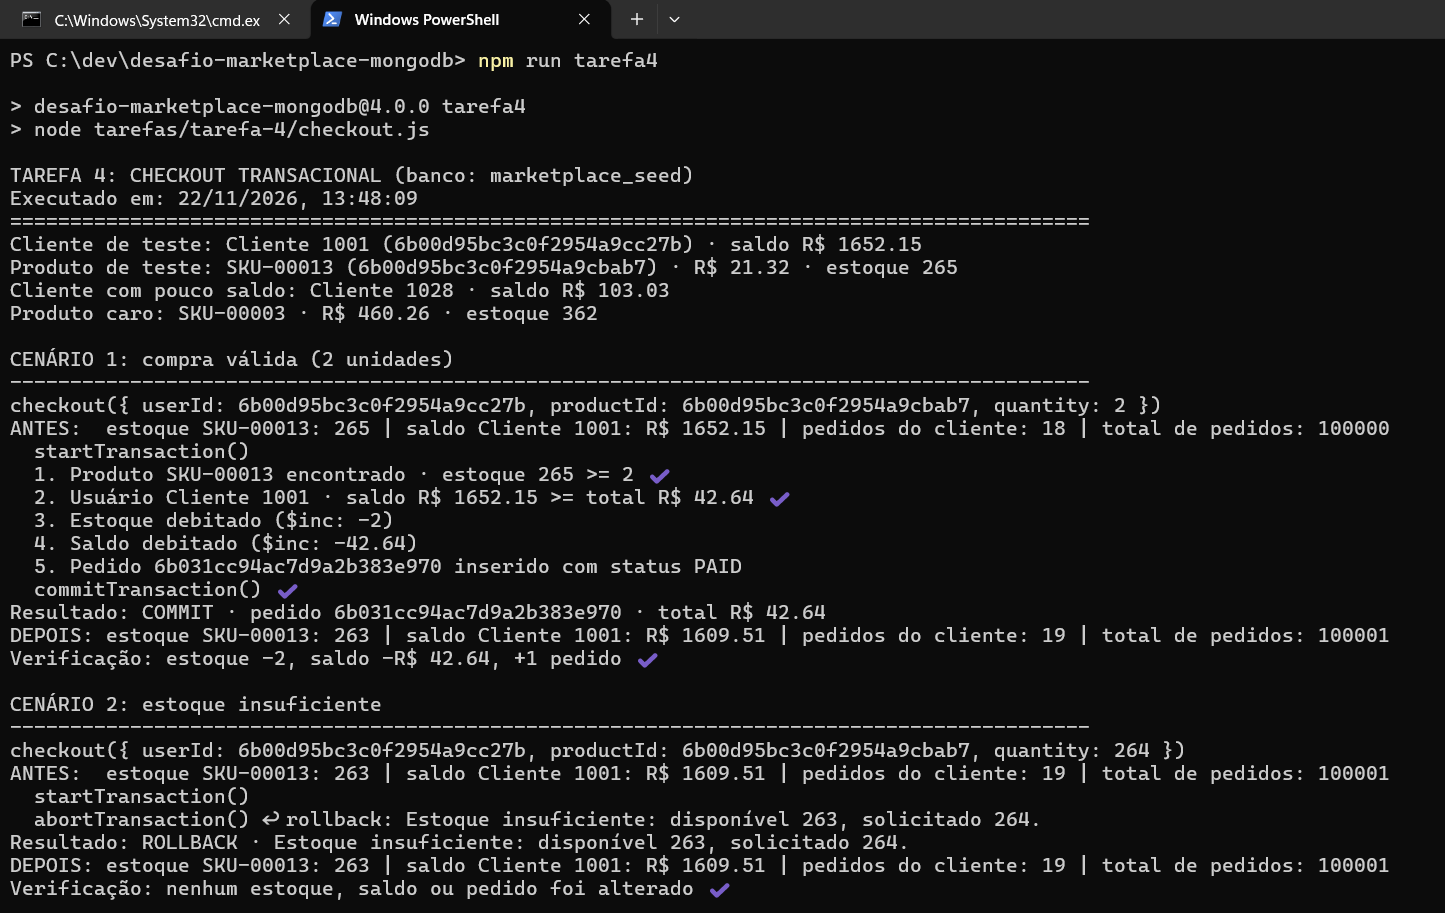 C:\Windows\System32\cmd.ex
Windows PowerShell
PS C:\dev\desafio-marketplace-mongodb> npm run tarefa4
> desafio-marketplace-mongodb@4.0.0 tarefa4
> node tarefas/tarefa-4/checkout.js
TAREFA 4: CHECKOUT TRANSACIONAL (banco: marketplace_seed)
Executado em: 22/11/2026, 13:48:09
==========================================================================================
Cliente de teste: Cliente 1001 (6b00d95bc3c0f2954a9cc27b) · saldo R$ 1652.15
Produto de teste: SKU-00013 (6b00d95bc3c0f2954a9cbab7) · R$ 21.32 · estoque 265
Cliente com pouco saldo: Cliente 1028 · saldo R$ 103.03
Produto caro: SKU-00003 · R$ 460.26 · estoque 362
CENÁRIO 1: compra válida (2 unidades)
------------------------------------------------------------------------------------------
checkout({ userId: 6b00d95bc3c0f2954a9cc27b, productId: 6b00d95bc3c0f2954a9cbab7, quantity: 2 })
ANTES:  estoque SKU-00013: 265 | saldo Cliente 1001: R$ 1652.15 | pedidos do cliente: 18 | total de pedidos: 100000
  startTransaction()
  1. Produto SKU-00013 encontrado · estoque 265 >= 2 ✔
  2. Usuário Cliente 1001 · saldo R$ 1652.15 >= total R$ 42.64 ✔
  3. Estoque debitado ($inc: -2)
  4. Saldo debitado ($inc: -42.64)
  5. Pedido 6b031cc94ac7d9a2b383e970 inserido com status PAID
  commitTransaction() ✔
Resultado: COMMIT · pedido 6b031cc94ac7d9a2b383e970 · total R$ 42.64
DEPOIS: estoque SKU-00013: 263 | saldo Cliente 1001: R$ 1609.51 | pedidos do cliente: 19 | total de pedidos: 100001
Verificação: estoque -2, saldo -R$ 42.64, +1 pedido ✔
CENÁRIO 2: estoque insuficiente
------------------------------------------------------------------------------------------
checkout({ userId: 6b00d95bc3c0f2954a9cc27b, productId: 6b00d95bc3c0f2954a9cbab7, quantity: 264 })
ANTES:  estoque SKU-00013: 263 | saldo Cliente 1001: R$ 1609.51 | pedidos do cliente: 19 | total de pedidos: 100001
  startTransaction()
  abortTransaction() ↩ rollback: Estoque insuficiente: disponível 263, solicitado 264.
Resultado: ROLLBACK · Estoque insuficiente: disponível 263, solicitado 264.
DEPOIS: estoque SKU-00013: 263 | saldo Cliente 1001: R$ 1609.51 | pedidos do cliente: 19 | total de pedidos: 100001
Verificação: nenhum estoque, saldo ou pedido foi alterado ✔